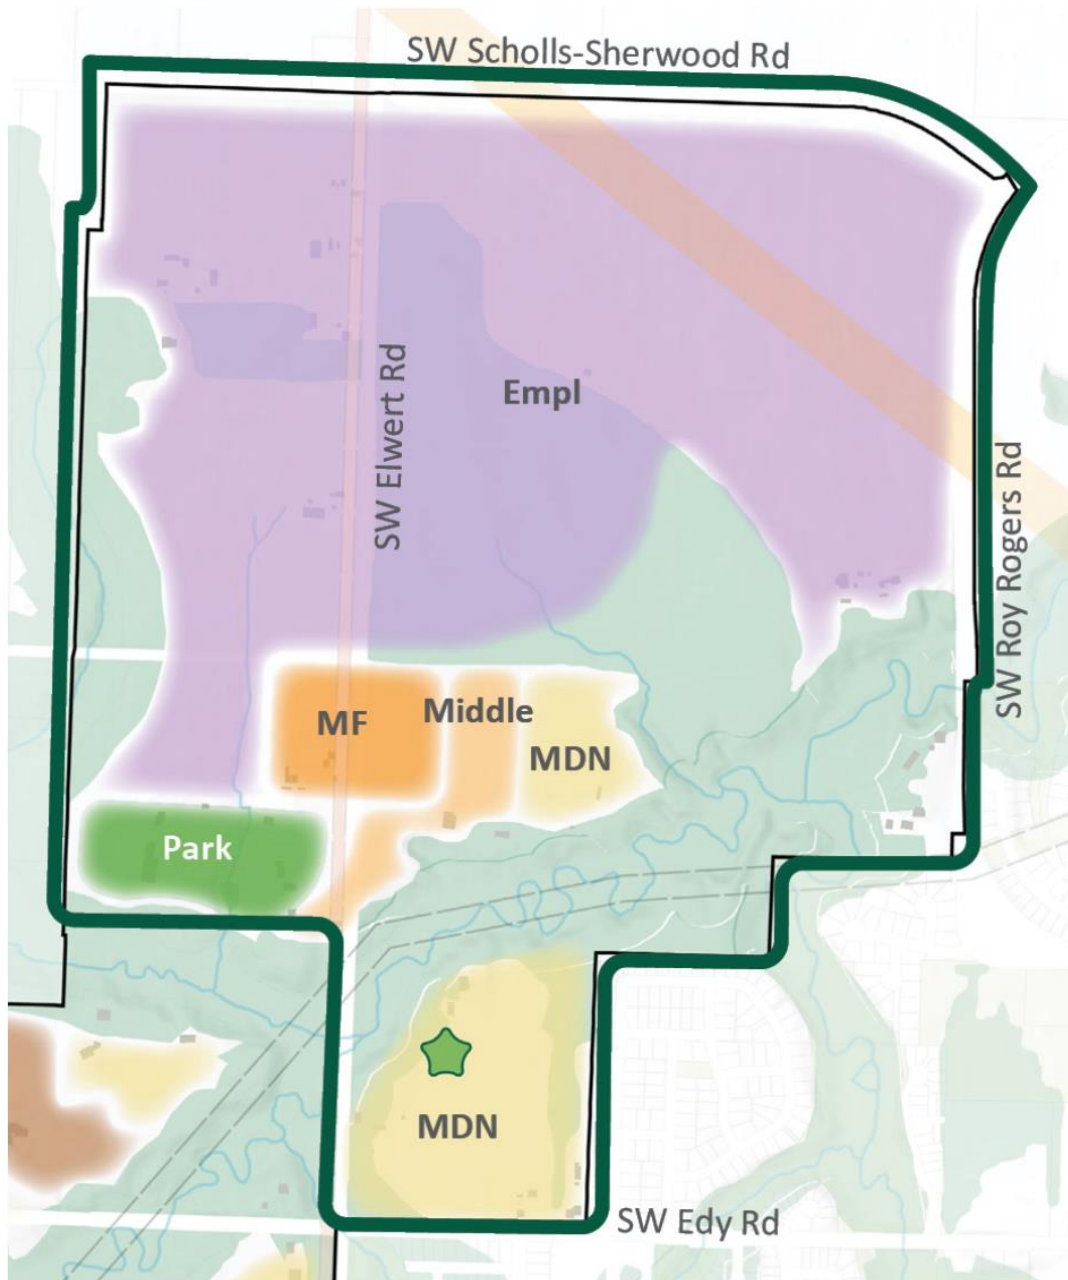 SW Scholls-Sherwood Rd
Empl
SW Elwert Rd
SW Roy Rogers Rd
MF
Middle
MDN
Park
MDN
SW Edy Rd